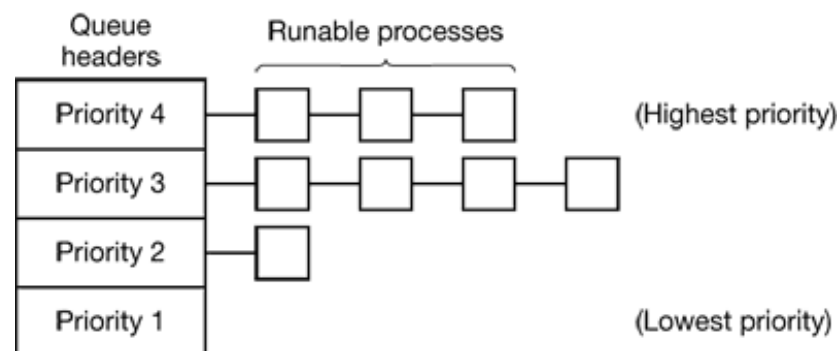 Queue
headers
Runable processes
Priority 4
(Highest priority)
Priority 3
Priority 2
Priority 1
(Lowest priority)